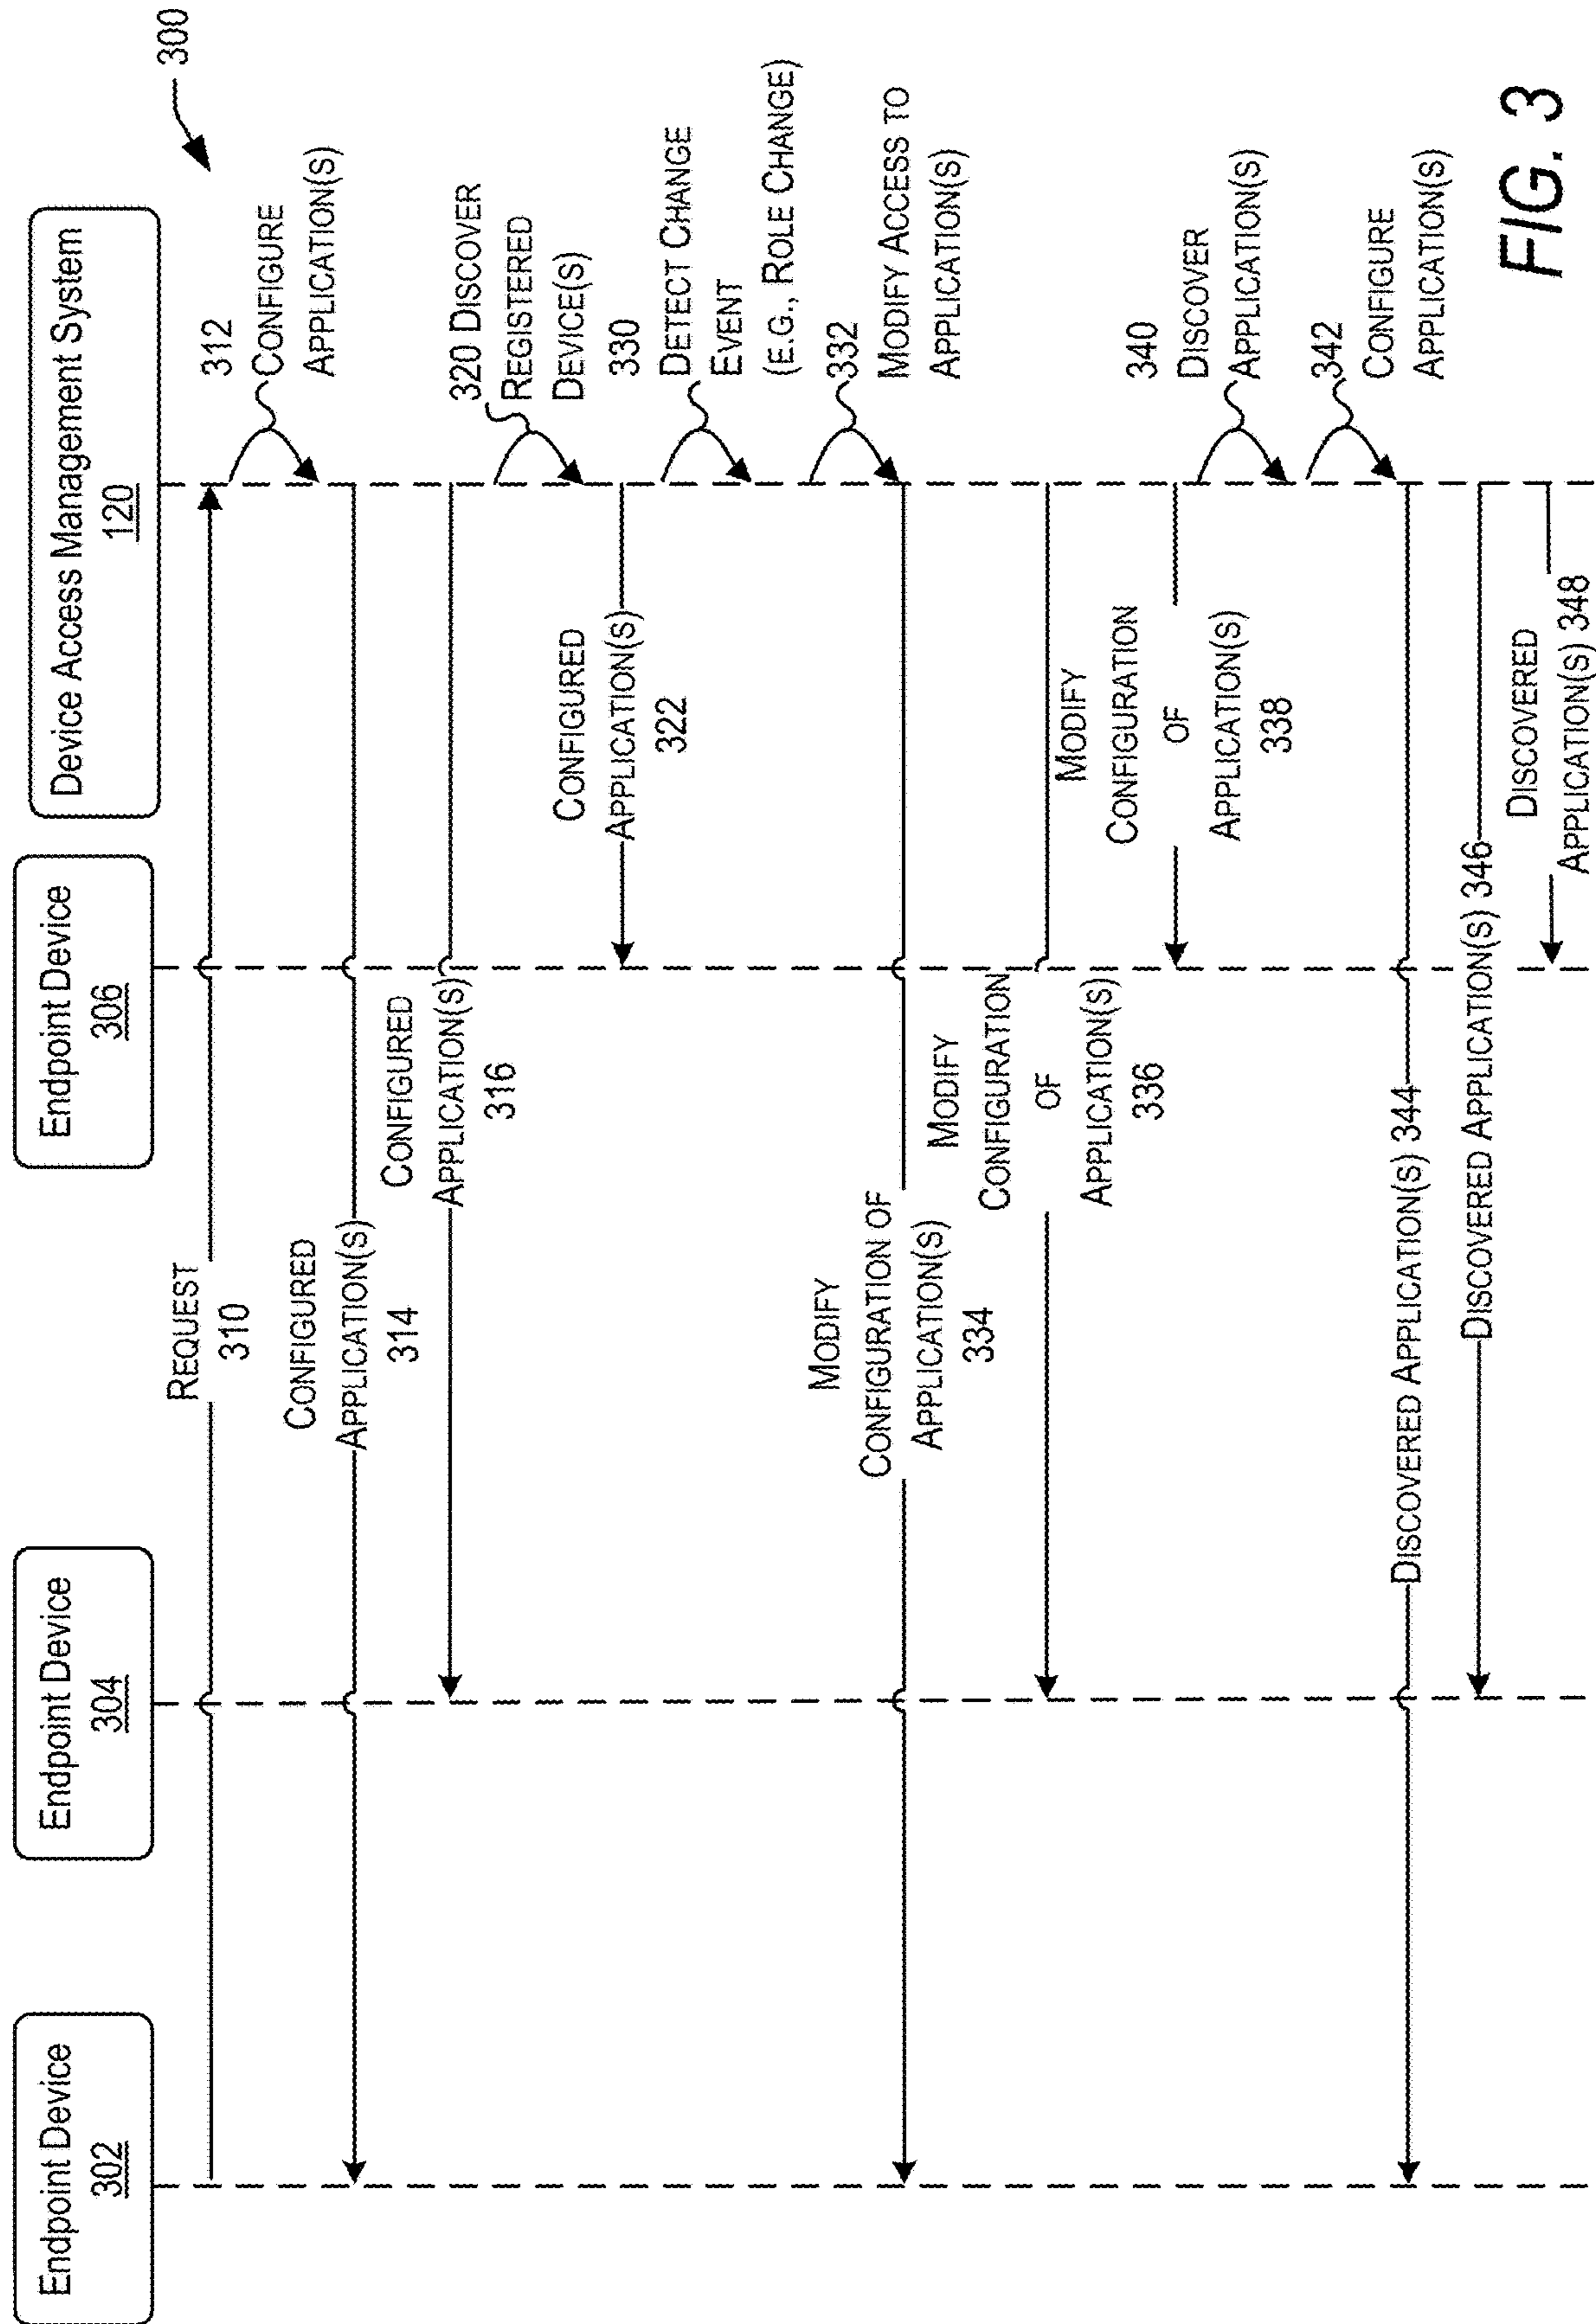 Endpoint Device
302
Endpoint Device
304
Endpoint Device
306
Device Access Management System
120
300
REQUEST
310
312
CONFIGURE
APPLICATION(S)
CONFIGURED
APPLICATION(S)
314
CONFIGURED
APPLICATION(S)
316
320 DISCOVER
REGISTERED
DEVICE(S)
CONFIGURED
APPLICATION(S)
322
330
DETECT CHANGE
EVENT
(E.G., ROLE CHANGE)
332
MODIFY ACCESS TO
APPLICATION(S)
MODIFY
CONFIGURATION OF
APPLICATION(S)
334
MODIFY
CONFIGURATION
OF
APPLICATION(S)
336
MODIFY
CONFIGURATION
OF
APPLICATION(S)
338
340
DISCOVER
APPLICATION(S)
342
CONFIGURE
APPLICATION(S)
DISCOVERED APPLICATION(S) 344
DISCOVERED APPLICATION(S) 346
DISCOVERED
APPLICATION(S) 348
FIG. 3